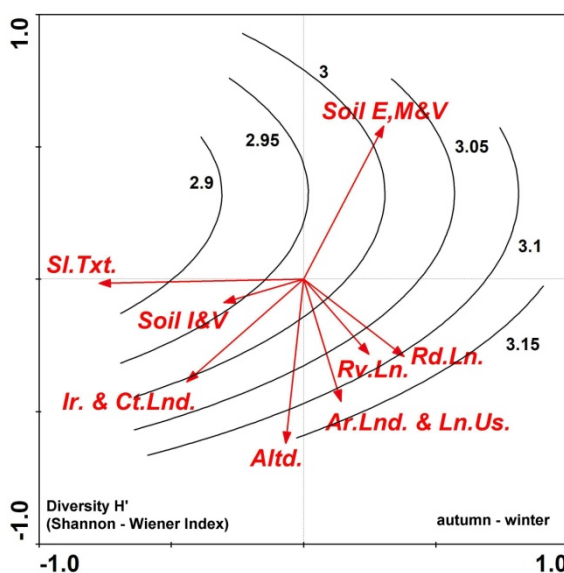 1.0
3
Soil E,M&V
2.95
3.05
2.9
3.1
Sl.Txt.
Soil I&V
3.15
Rv.Ln.
Rd.Ln.
Ir. & Ct.Lnd.
Ar.Lnd. & Ln.Us.
Altd.
Diversity H'
(Shannon - Wiener Index)
autumn - winter
-1.0
-1.0
1.0